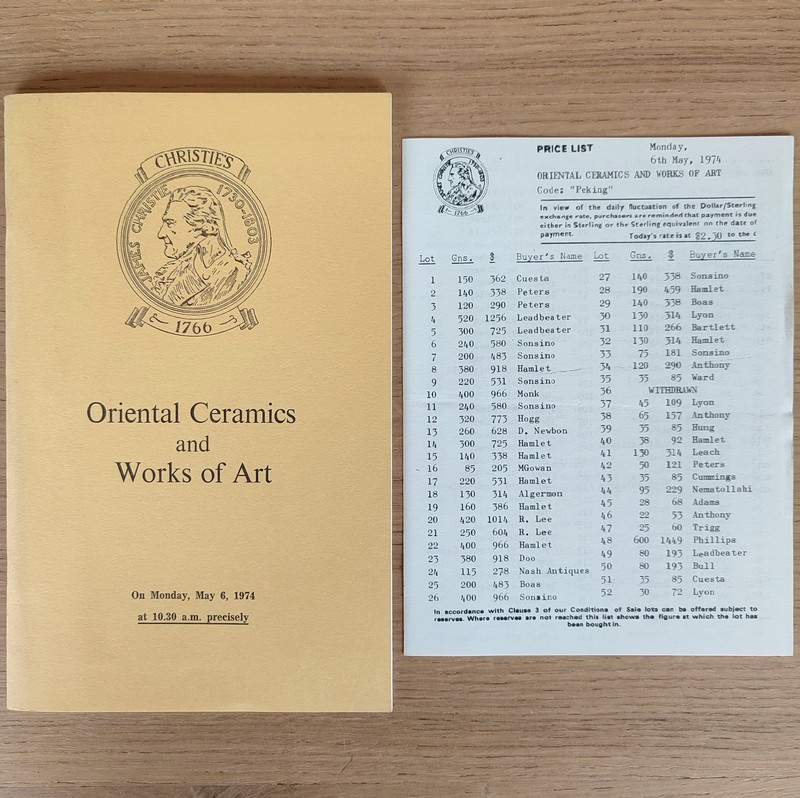 CHRISTIE'S
JAMES CHRISTIE 1730-1803
1766
Oriental Ceramics
and
Works of Art
On Monday, May 6, 1974
at 10.30 a.m. precisely
CHRISTIE'S
JAMES CHRISTIE 1730-1803
1766
PRICE LIST Monday,
6th May, 1974
ORIENTAL CERAMICS AND WORKS OF ART
Code: "Peking"
In view of the daily fluctuation of the Dollar/Sterling
exchange rate, purchasers are reminded that payment is due
either in Sterling or the Sterling equivalent on the date of
payment. Today's rate is at $2.30 to the £
Lot Gns. $ Buyer's Name Lot Gns. $ Buyer's Name
1 150 362 Cuesta 27 140 338 Sonsino
2 140 338 Peters 28 190 459 Hamlet
3 120 290 Peters 29 140 338 Boas
4 520 1256 Leadbeater 30 130 314 Lyon
5 300 725 Leadbeater 31 110 266 Bartlett
6 240 580 Sonsino 32 130 314 Hamlet
7 200 483 Sonsino 33 75 181 Sonsino
8 380 918 Hamlet 34 120 290 Anthony
9 220 531 Sonsino 35 35 85 Ward
10 400 966 Monk 36 WITHDRAWN
11 240 580 Sonsino 37 45 109 Lyon
12 320 773 Hogg 38 65 157 Anthony
13 260 628 D. Newbon 39 35 85 Hung
14 300 725 Hamlet 40 38 92 Hamlet
15 140 338 Hamlet 41 130 314 Leach
16 85 205 MGowan 42 50 121 Peters
17 220 531 Hamlet 43 35 85 Cummings
18 130 314 Algermon 44 95 229 Nematollahi
19 160 386 Hamlet 45 28 68 Adams
20 420 1014 R. Lee 46 22 53 Anthony
21 250 604 R. Lee 47 25 60 Trigg
22 400 966 Hamlet 48 600 1449 Phillips
23 380 918 Doo 49 80 193 Leadbeater
24 115 278 Nash Antiques 50 80 193 Bull
25 200 483 Boas 51 35 85 Cuesta
26 400 966 Sonsino 52 30 72 Lyon
In accordance with Clause 3 of our Conditions of Sale lots can be offered subject to
reserves. Where reserves are not reached this list shows the figure at which the lot has
been bought in.